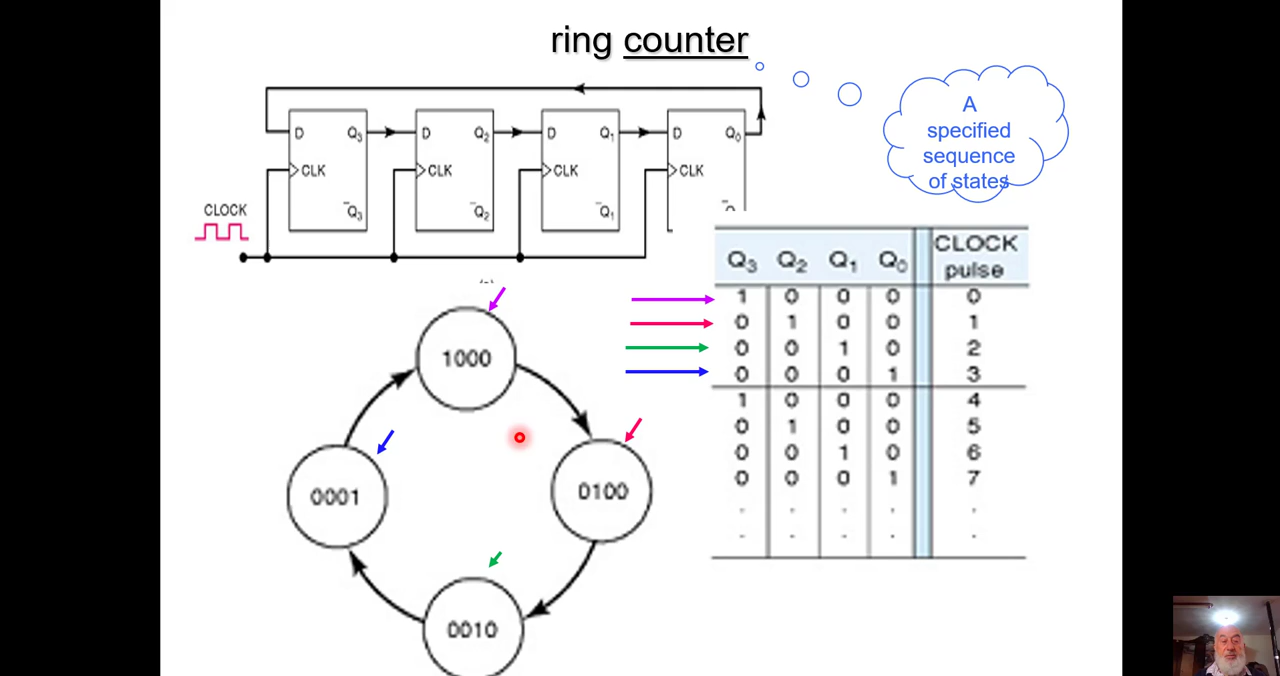 ring counter
A
specified
sequence
of states
D Q3 D Q2 D Q1 D Q0
CLK CLK CLK CLK
Q̅3 Q̅2 Q̅1
CLOCK
Q3 Q2 Q1 Q0 CLOCK pulse
1 0 0 0 0
0 1 0 0 1
0 0 1 0 2
0 0 0 1 3
1 0 0 0 4
0 1 0 0 5
0 0 1 0 6
0 0 0 1 7
. . . . .
. . . . .
1000
0100
0001
0010